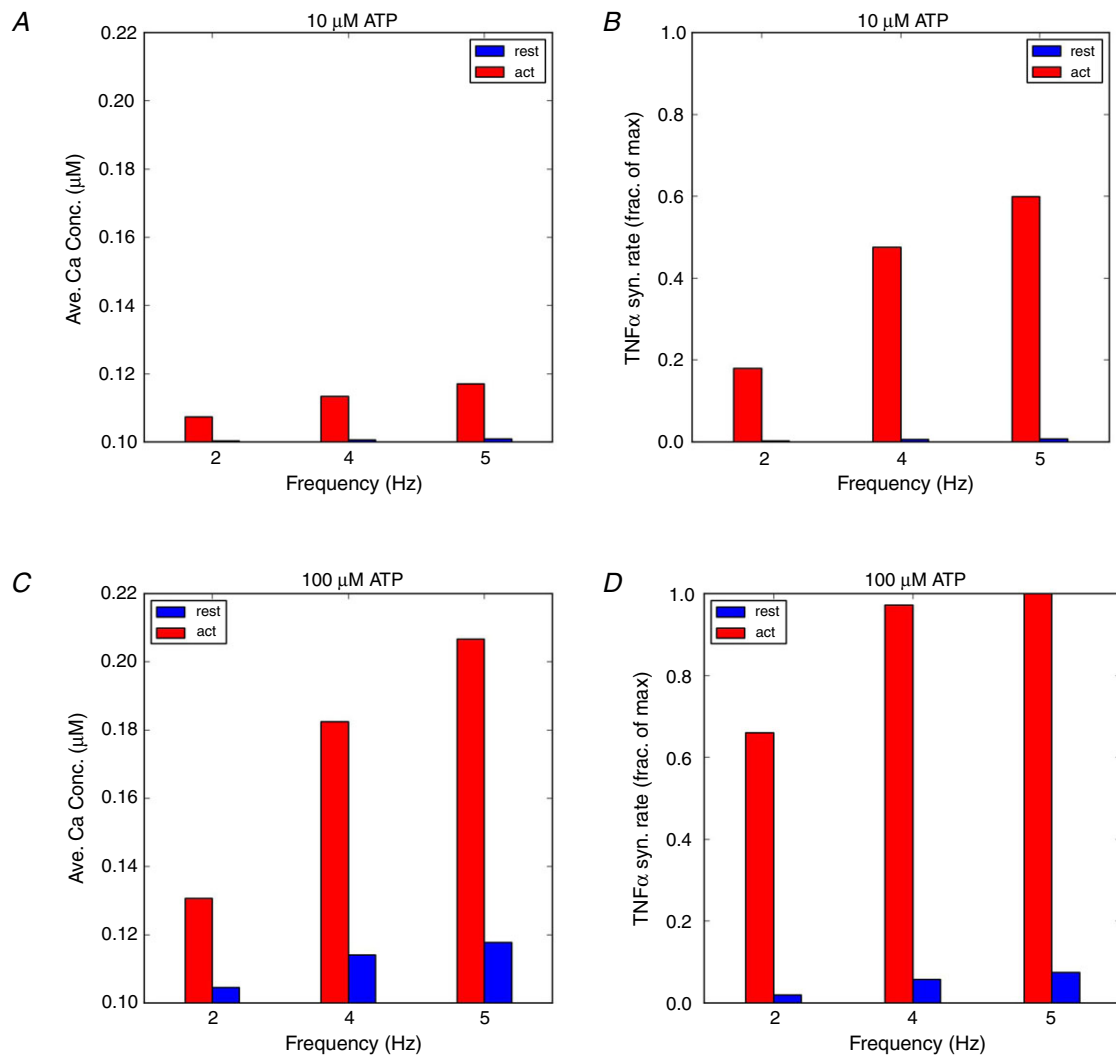 A
10 μM ATP
0.22
0.20
0.18
0.16
0.14
0.12
0.10
Ave. Ca Conc. (μM)
rest
act
2
4
5
Frequency (Hz)
B
10 μM ATP
1.0
0.8
0.6
0.4
0.2
0.0
TNFα syn. rate (frac. of max)
rest
act
2
4
5
Frequency (Hz)
C
100 μM ATP
0.22
0.20
0.18
0.16
0.14
0.12
0.10
Ave. Ca Conc. (μM)
rest
act
2
4
5
Frequency (Hz)
D
100 μM ATP
1.0
0.8
0.6
0.4
0.2
0.0
TNFα syn. rate (frac. of max)
rest
act
2
4
5
Frequency (Hz)